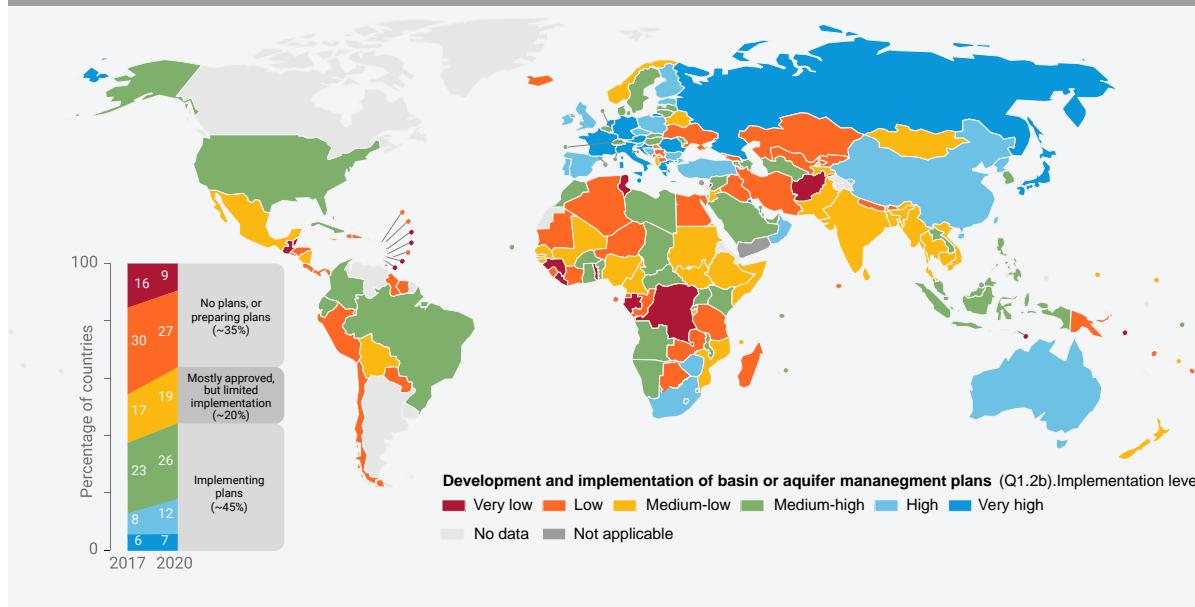 100
Percentage of countries
0
16 9
30 27
17 19
23 26
8 12
6 7
2017 2020
No plans, or
preparing plans
(~35%)
Mostly approved,
but limited
implementation
(~20%)
Implementing
plans
(~45%)
Development and implementation of basin or aquifer mananegment plans (Q1.2b).Implementation leve
Very low Low Medium-low Medium-high High Very high
No data Not applicable